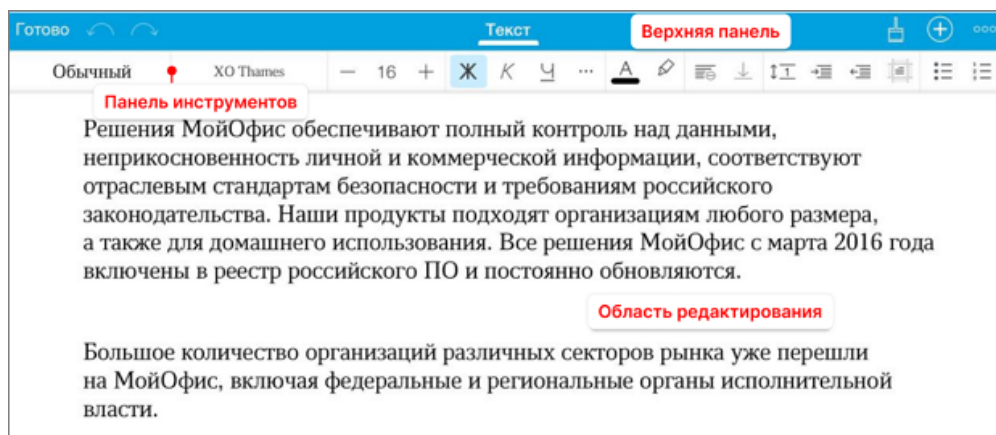 Готово Текст Верхняя панель
Обычный XO Thames — 16 + Ж К Ч ... А
Панель инструментов
Решения МойОфис обеспечивают полный контроль над данными,
неприкосновенность личной и коммерческой информации, соответствуют
отраслевым стандартам безопасности и требованиям российского
законодательства. Наши продукты подходят организациям любого размера,
а также для домашнего использования. Все решения МойОфис с марта 2016 года
включены в реестр российского ПО и постоянно обновляются.
Область редактирования
Большое количество организаций различных секторов рынка уже перешли
на МойОфис, включая федеральные и региональные органы исполнительной
власти.